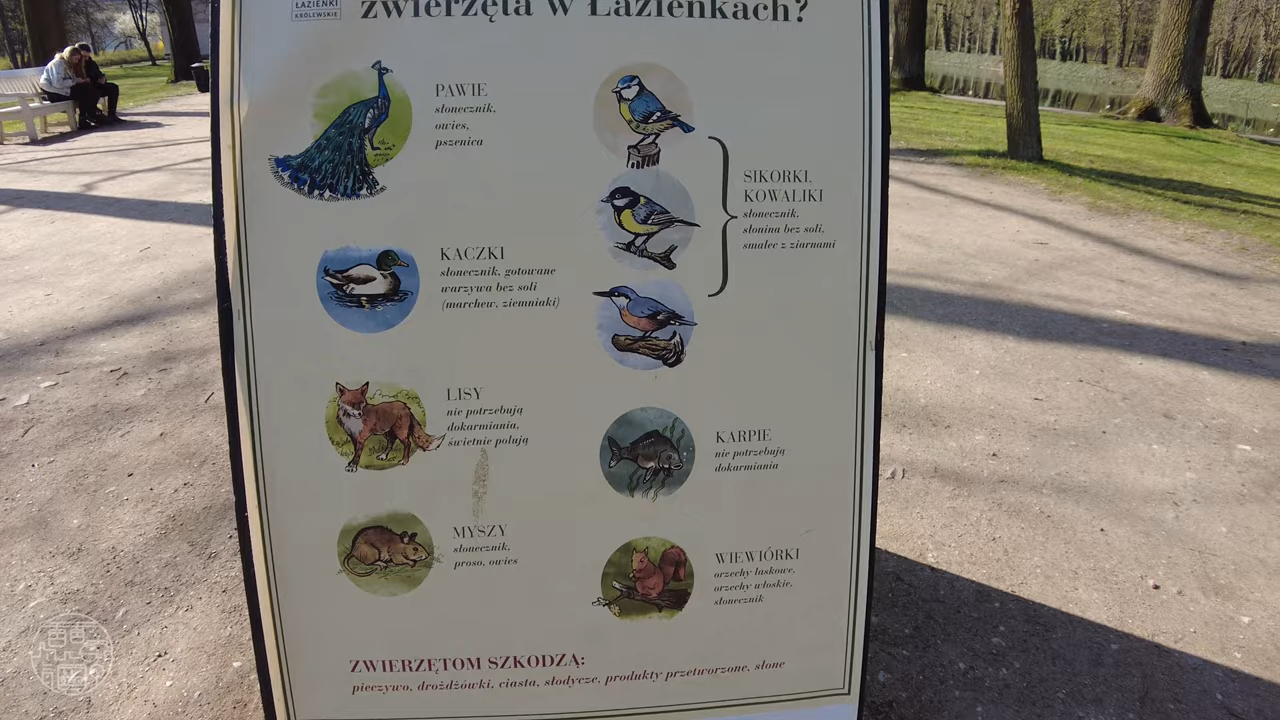 ŁAZIENKI
KRÓLEWSKIE
zwierzęta w Łazienkach?
PAWIE
słonecznik,
owies,
pszenica
KACZKI
słonecznik, gotowane
warzywa bez soli
(marchew, ziemniaki)
LISY
nie potrzebują
dokarmiania,
świetnie polują
MYSZY
słonecznik,
proso, owies
SIKORKI,
KOWALIKI
słonecznik,
słonina bez soli,
smalec z ziarnami
KARPIE
nie potrzebują
dokarmiania
WIEWIÓRKI
orzechy laskowe,
orzechy włoskie,
słonecznik
ZWIERZĘTOM SZKODZĄ:
pieczywo, drożdżówki, ciasta, słodycze, produkty przetworzone, słone